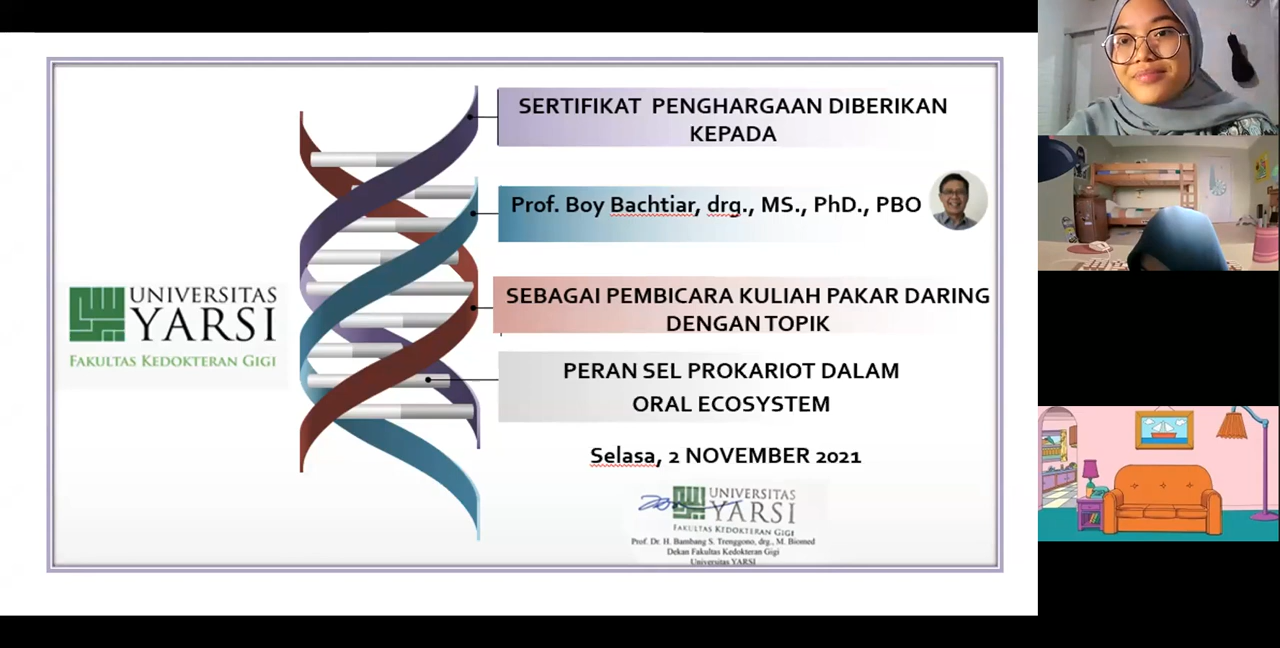 SERTIFIKAT PENGHARGAAN DIBERIKAN
KEPADA
Prof. Boy Bachtiar, drg., MS., PhD., PBO
UNIVERSITAS
YARSI
FAKULTAS KEDOKTERAN GIGI
SEBAGAI PEMBICARA KULIAH PAKAR DARING
DENGAN TOPIK
PERAN SEL PROKARIOT DALAM
ORAL ECOSYSTEM
Selasa, 2 NOVEMBER 2021
UNIVERSITAS
YARSI
FAKULTAS KEDOKTERAN GIGI
Prof. Dr. H. Bambang S. Trenggono, drg., M. Biomed
Dekan Fakultas Kedokteran Gigi
Universitas YARSI